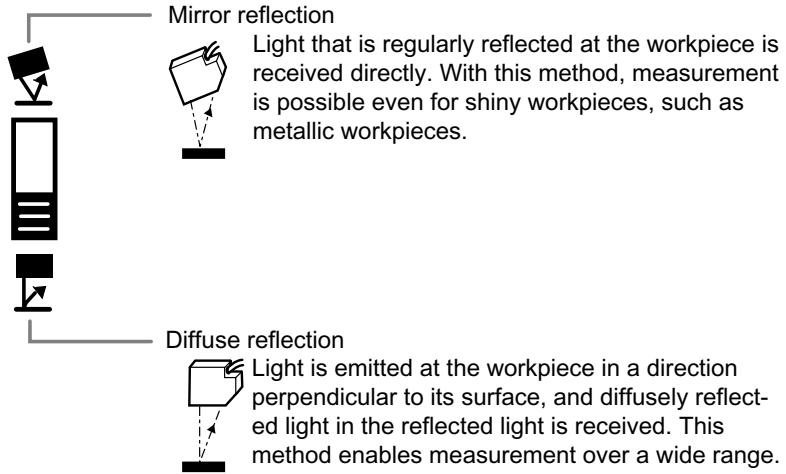 Mirror reflection
Light that is regularly reflected at the workpiece is
received directly. With this method, measurement
is possible even for shiny workpieces, such as
metallic workpieces.
Diffuse reflection
Light is emitted at the workpiece in a direction
perpendicular to its surface, and diffusely reflect-
ed light in the reflected light is received. This
method enables measurement over a wide range.